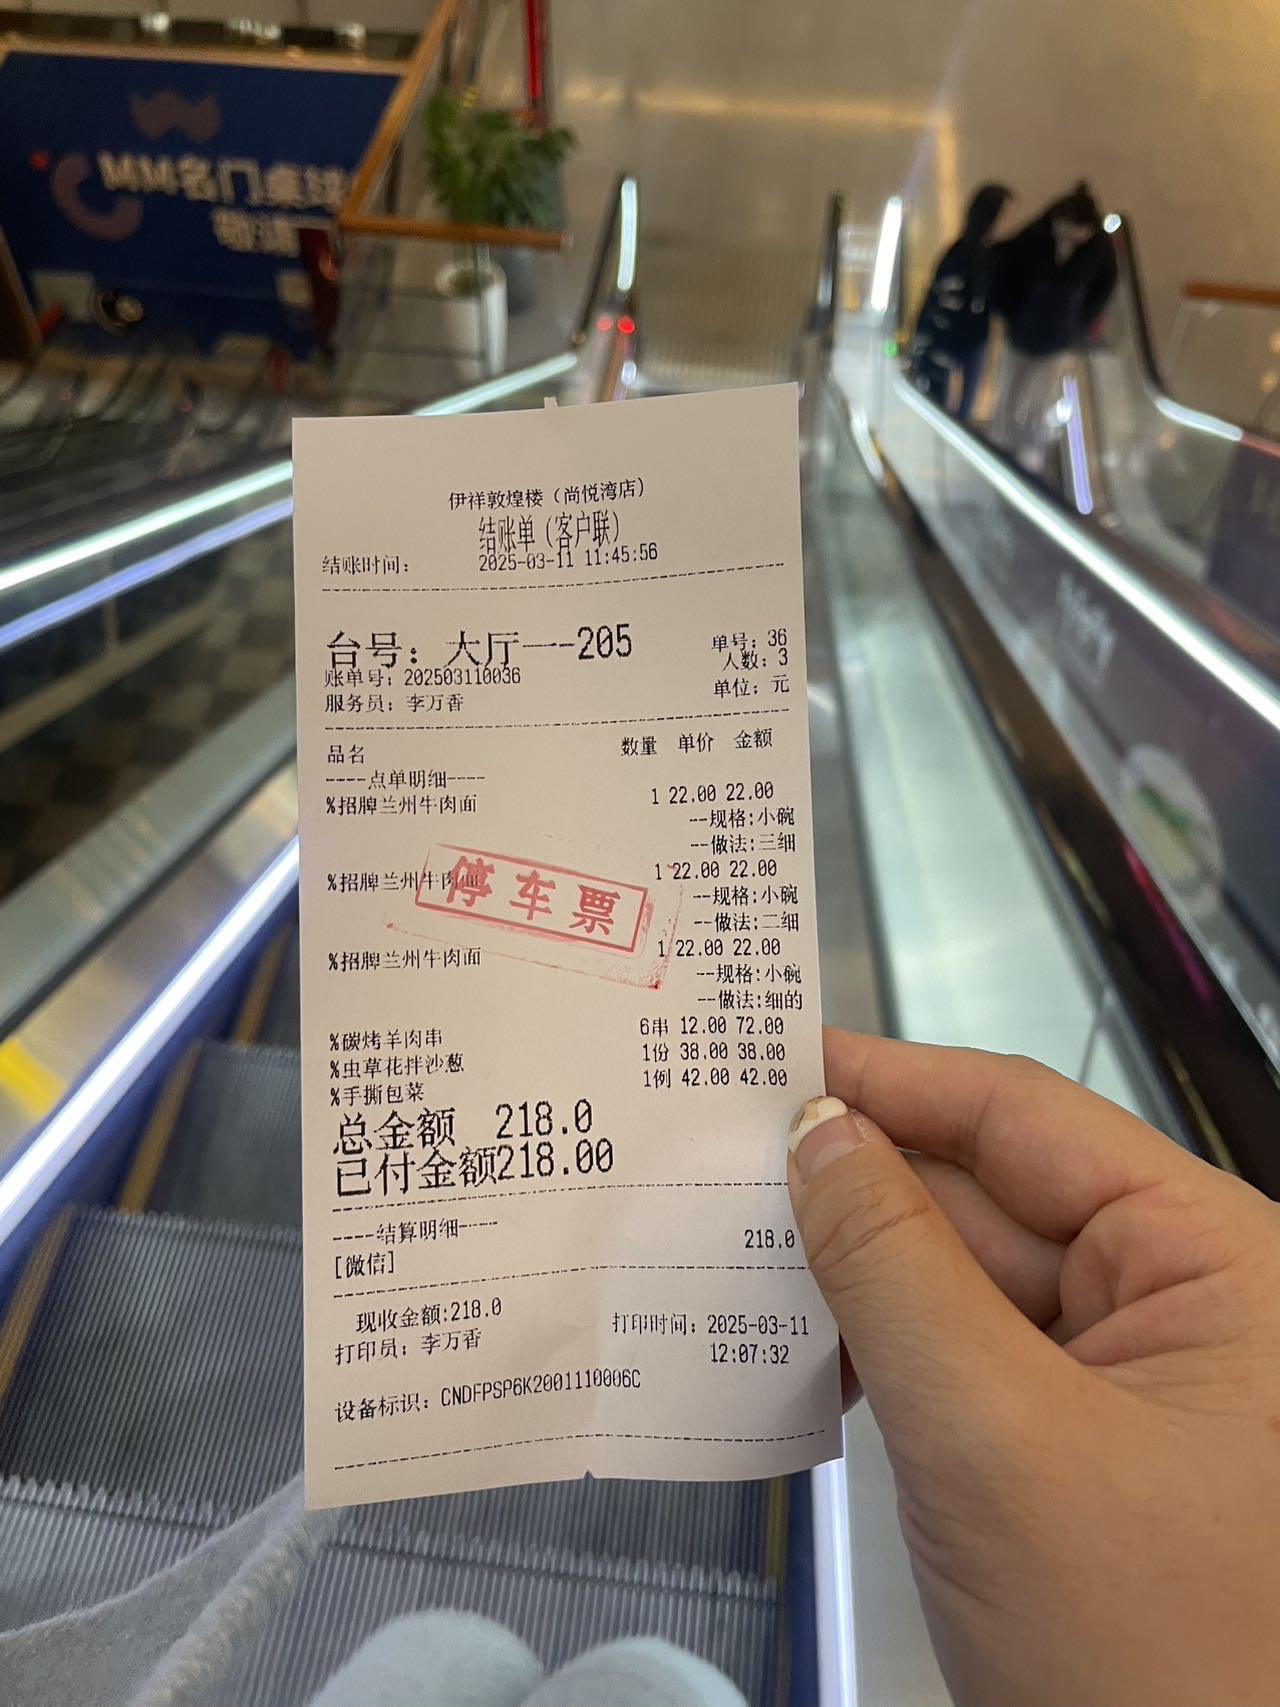 MM名门桌球
敬请
伊祥敦煌楼（尚悦湾店）
结账单（客户联）
结账时间： 2025-03-11 11:45:56
台号：大厅一--205
单号：36
人数：3
账单号：202503110036
服务员：李万香
单位：元
品名 数量 单价 金额
----点单明细----
%招牌兰州牛肉面 1 22.00 22.00
--规格:小碗
--做法:三细
%招牌兰州牛肉面 1 22.00 22.00
--规格:小碗
--做法:二细
停车票
%招牌兰州牛肉面 1 22.00 22.00
--规格:小碗
--做法:细的
%碳烤羊肉串 6串 12.00 72.00
%虫草花拌沙葱 1份 38.00 38.00
%手撕包菜 1例 42.00 42.00
总金额 218.0
已付金额218.00
----结算明细----
[微信] 218.0
现收金额:218.0
打印员：李万香
打印时间：2025-03-11
12:07:32
设备标识：CNDFPSP6K2001110006C